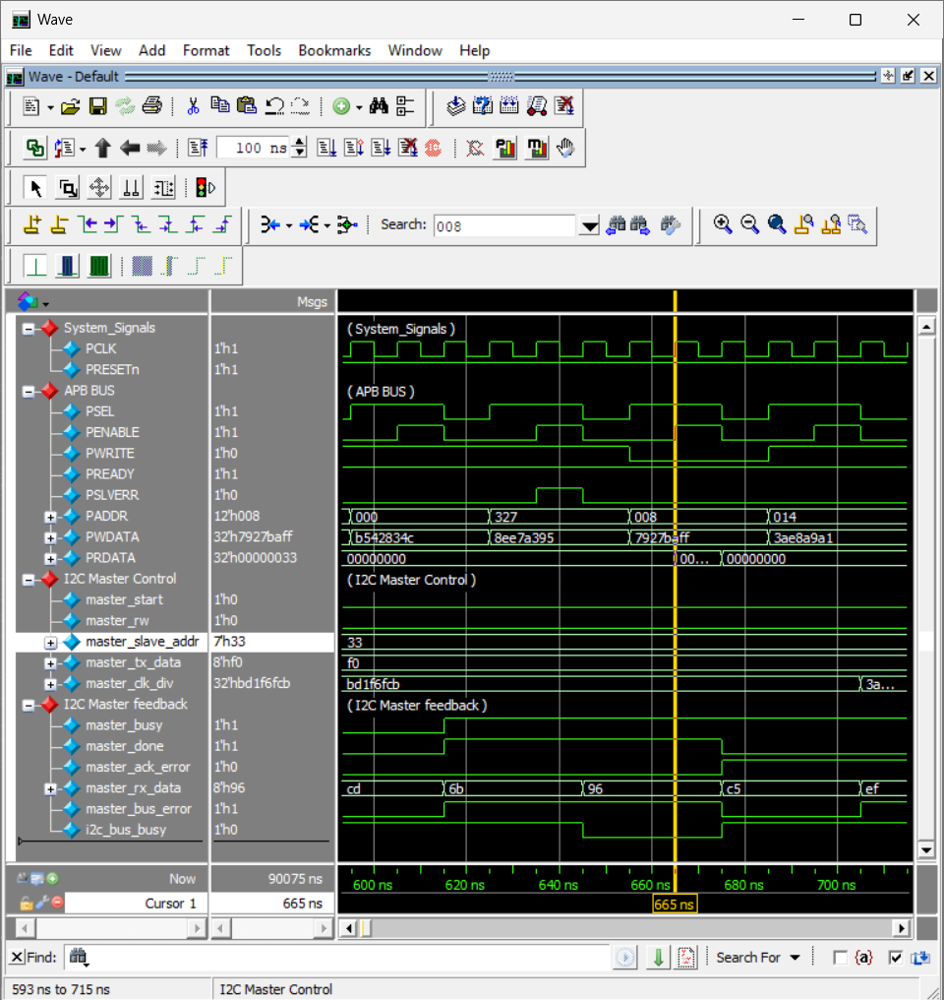 Wave
File Edit View Add Format Tools Bookmarks Window Help
Wave - Default
100 ns
Search: 008
Msgs
System_Signals ( System_Signals )
PCLK 1'h1
PRESETn 1'h1
APB BUS ( APB BUS )
PSEL 1'h1
PENABLE 1'h1
PWRITE 1'h0
PREADY 1'h1
PSLVERR 1'h0
PADDR 12'h008 000 327 008 014
PWDATA 32'h7927baff b542834c 8ee7a395 7927baff 3ae8a9a1
PRDATA 32'h00000033 00000000 00... 00000000
I2C Master Control ( I2C Master Control )
master_start 1'h0
master_rw 1'h0
master_slave_addr 7'h33 33
master_tx_data 8'hf0 f0
master_clk_div 32'hbd1f6fcb bd1f6fcb 3a...
I2C Master feedback ( I2C Master feedback )
master_busy 1'h1
master_done 1'h1
master_ack_error 1'h0
master_rx_data 8'h96 cd 6b 96 c5 ef
master_bus_error 1'h1
i2c_bus_busy 1'h0
Now 90075 ns 600 ns 620 ns 640 ns 660 ns 680 ns 700 ns
Cursor 1 665 ns 665 ns
Find: Search For {a}
593 ns to 715 ns I2C Master Control